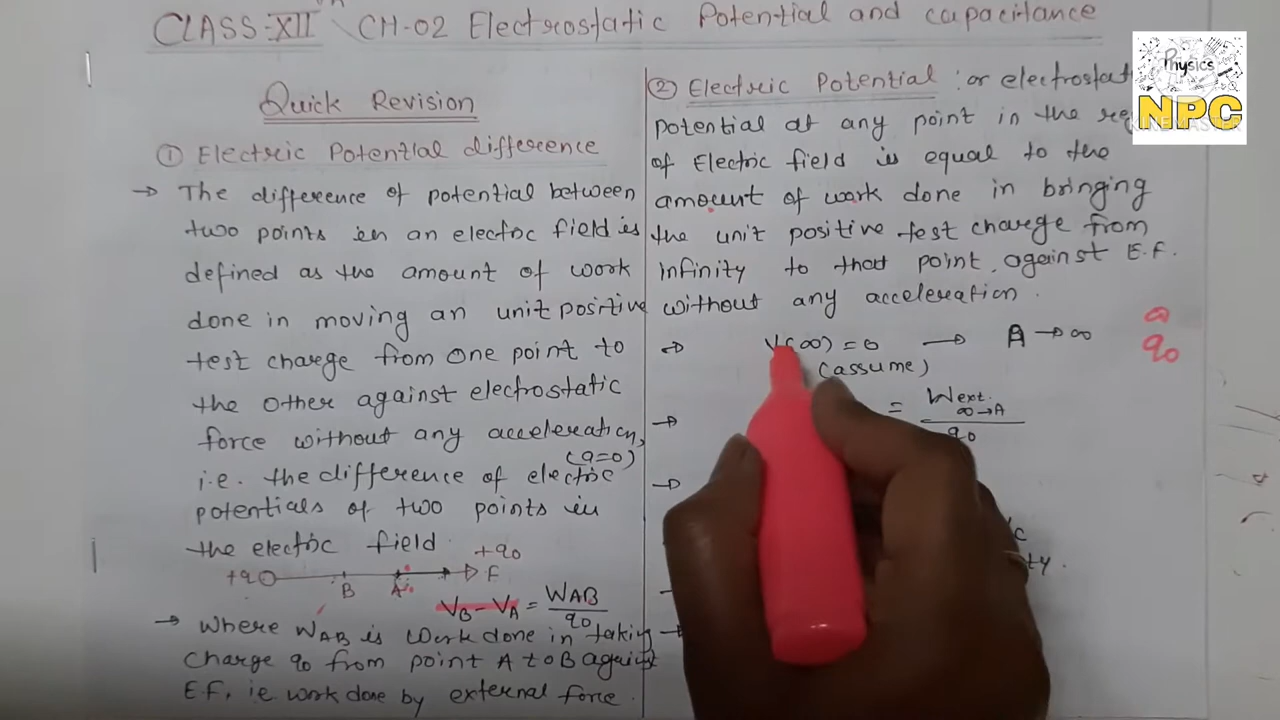 CLASS:XII CH-02 Electrostatic Potential and capacitance
Quick Revision
① Electric Potential difference
→ The difference of potential between
two points in an electric field is
defined as the amount of work
done in moving an unit positive
test charge from one point to
the other against electrostatic
force without any acceleration,
(a=0)
i.e. the difference of electric
potentials of two points in
the electric field.
+q0
+q B A E
VB - VA = WAB / q0
→ where WAB is work done in taking
charge q0 from point A to B against
E.F, ie work done by external force.
② Electric Potential : or electrostat
potential at any point in the reg
of Electric field is equal to the
amount of work done in bringing
the unit positive test charge from
infinity to that point, against E.F.
without any acceleration.
→ V(∞) = 0 → A → ∞
(assume)
→ = Wext. ∞→A / q0
→
ty.
∞
q0
Physics
NPC